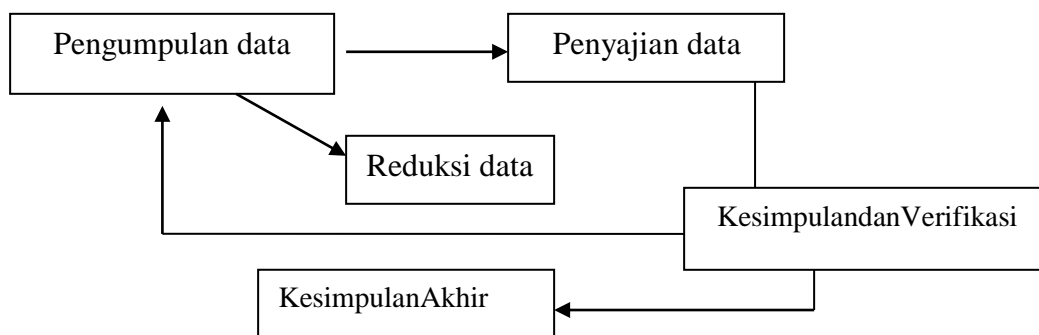 Pengumpulan data
Penyajian data
Reduksi data
KesimpulandanVerifikasi
KesimpulanAkhir